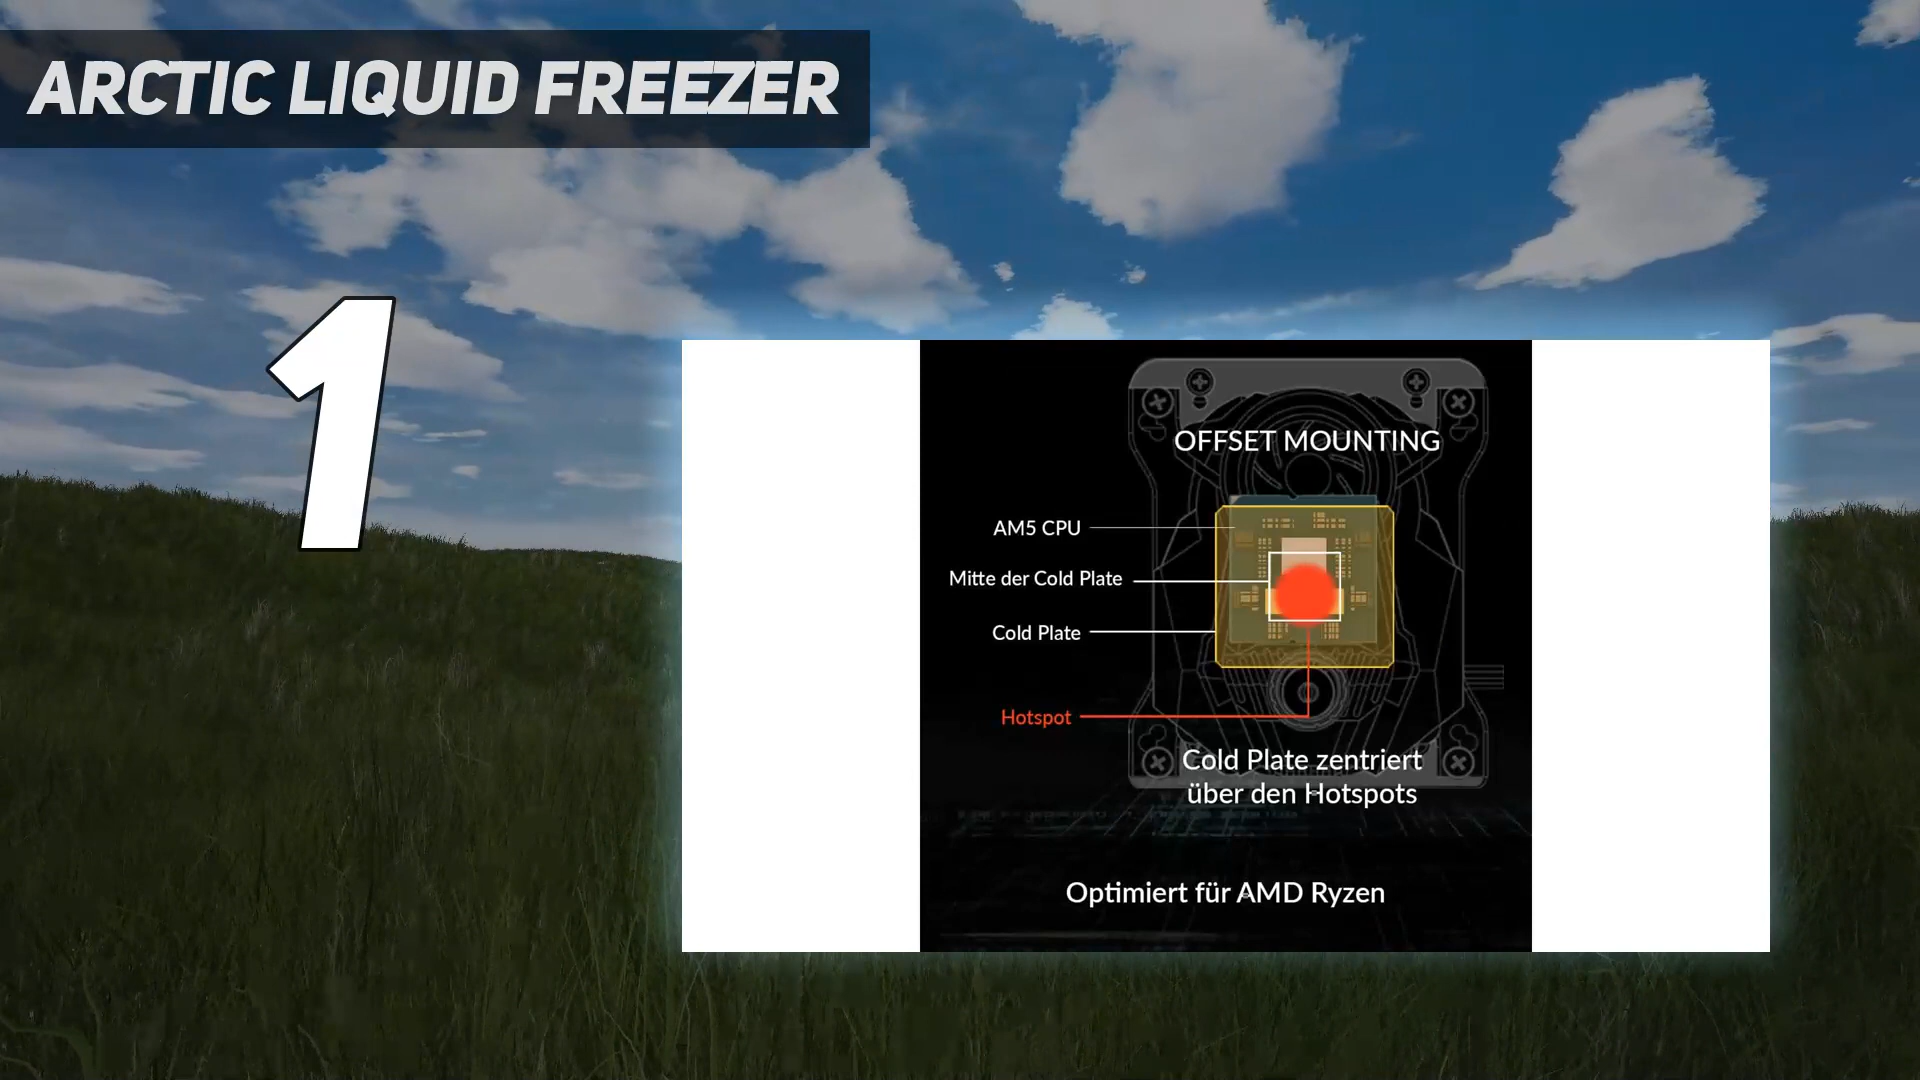 ARCTIC LIQUID FREEZER
1
OFFSET MOUNTING
AM5 CPU
Mitte der Cold Plate
Cold Plate
Hotspot
Cold Plate zentriert
über den Hotspots
Optimiert für AMD Ryzen